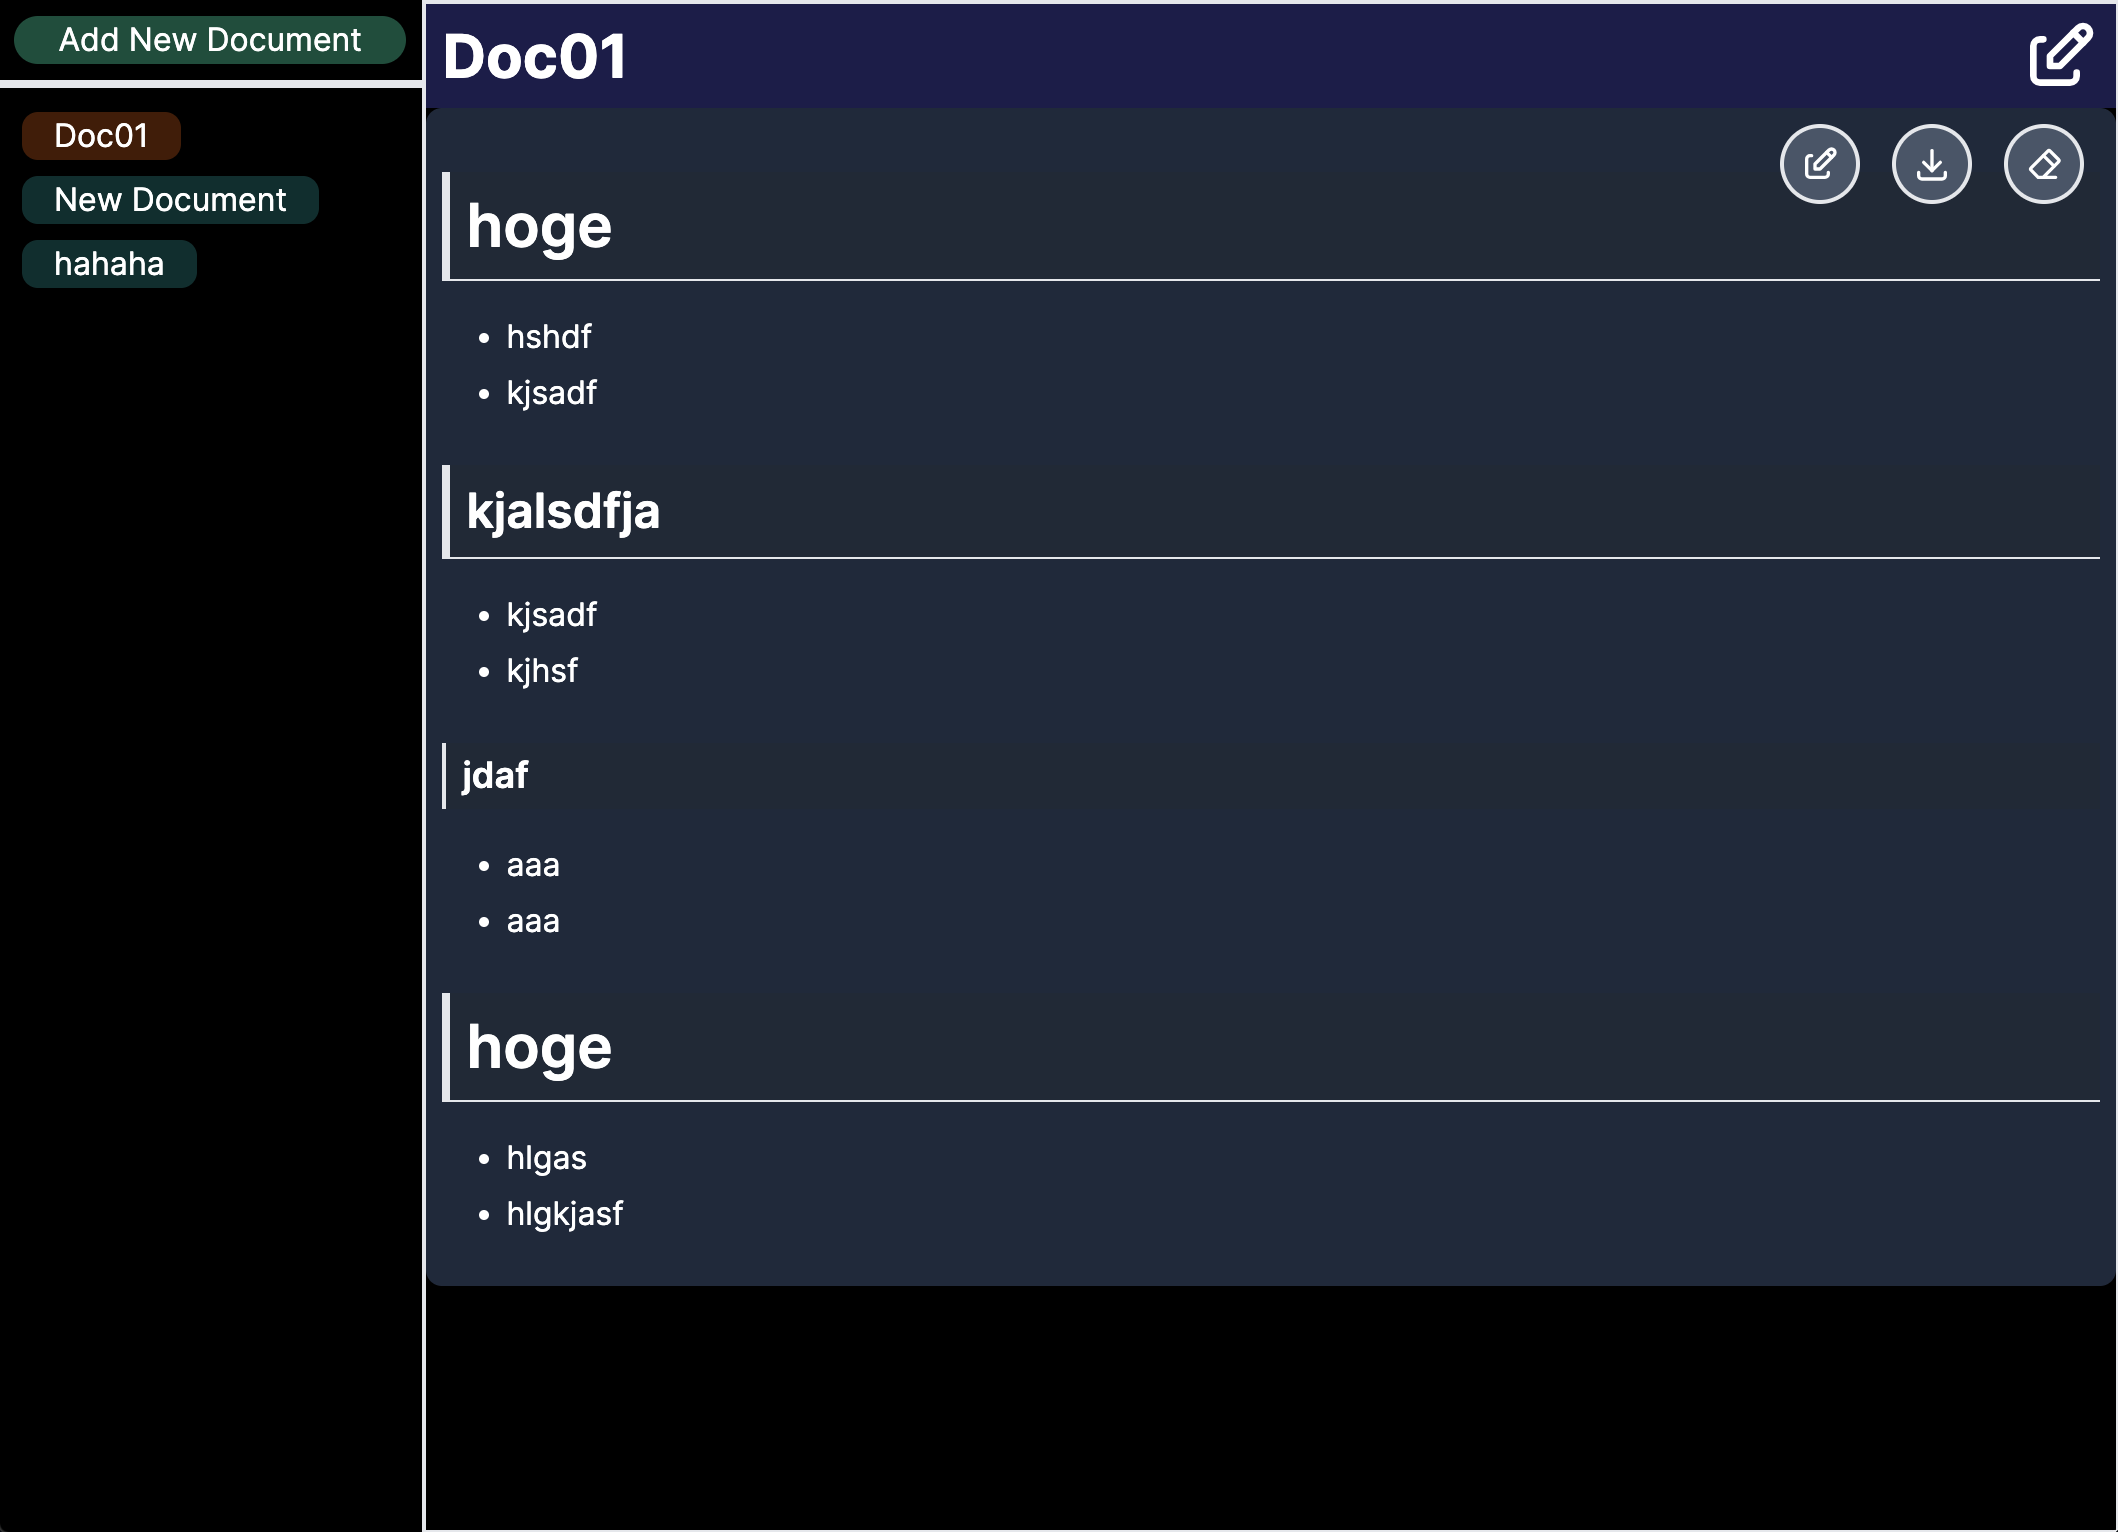 Add New Document
Doc01
New Document
hahaha
Doc01
hoge
hshdf
kjsadf
kjalsdfja
kjsadf
kjhsf
jdaf
aaa
aaa
hoge
hlgas
hlgkjasf